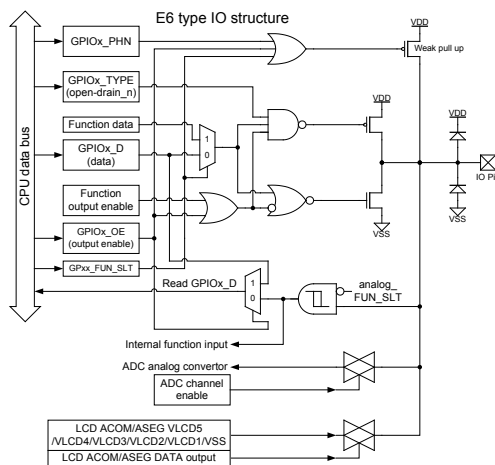 E6 type IO structure
CPU data bus
GPIOx_PHN
VDD
Weak pull up
GPIOx_TYPE
(open-drain_n)
Function data
GPIOx_D
(data)
1
0
VDD
VDD
IO Pi
VSS
VSS
Function
output enable
GPIOx_OE
(output enable)
GPxx_FUN_SLT
Read GPIOx_D
1
0
analog_
FUN_SLT
Internal function input
ADC analog convertor
ADC channel
enable
LCD ACOM/ASEG VLCD5
/VLCD4/VLCD3/VLCD2/VLCD1/VSS
LCD ACOM/ASEG DATA output